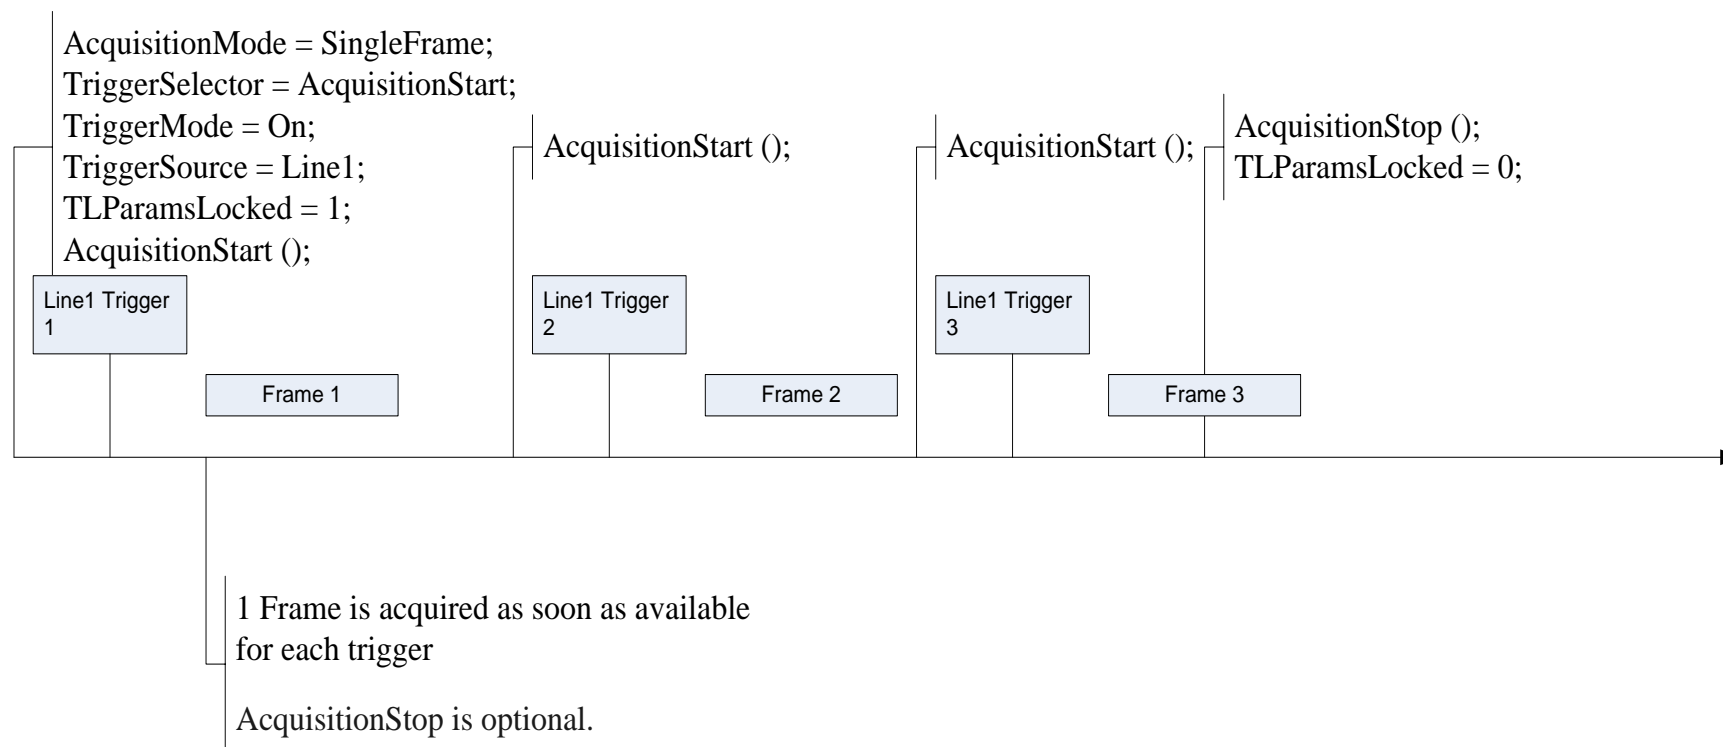 AcquisitionMode = SingleFrame;
TriggerSelector = AcquisitionStart;
TriggerMode = On;
TriggerSource = Line1;
TLParamsLocked = 1;
AcquisitionStart ();
AcquisitionStart ();
AcquisitionStart ();
AcquisitionStop ();
TLParamsLocked = 0;
Line1 Trigger
1
Line1 Trigger
2
Line1 Trigger
3
Frame 1
Frame 2
Frame 3
1 Frame is acquired as soon as available
for each trigger
AcquisitionStop is optional.